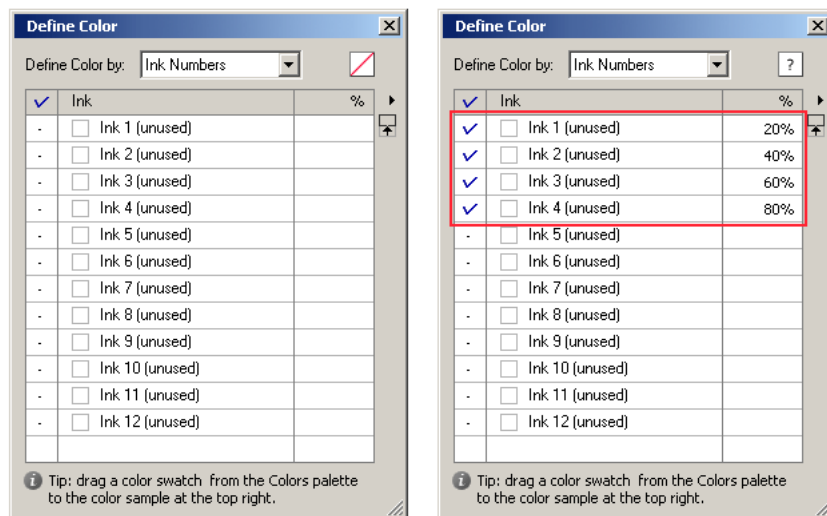 Define Color
Define Color by: Ink Numbers
Ink %
- Ink 1 (unused)
- Ink 2 (unused)
- Ink 3 (unused)
- Ink 4 (unused)
- Ink 5 (unused)
- Ink 6 (unused)
- Ink 7 (unused)
- Ink 8 (unused)
- Ink 9 (unused)
- Ink 10 (unused)
- Ink 11 (unused)
- Ink 12 (unused)
i Tip: drag a color swatch from the Colors palette
to the color sample at the top right.
Define Color
Define Color by: Ink Numbers ?
Ink %
Ink 1 (unused) 20%
Ink 2 (unused) 40%
Ink 3 (unused) 60%
Ink 4 (unused) 80%
- Ink 5 (unused)
- Ink 6 (unused)
- Ink 7 (unused)
- Ink 8 (unused)
- Ink 9 (unused)
- Ink 10 (unused)
- Ink 11 (unused)
- Ink 12 (unused)
i Tip: drag a color swatch from the Colors palette
to the color sample at the top right.